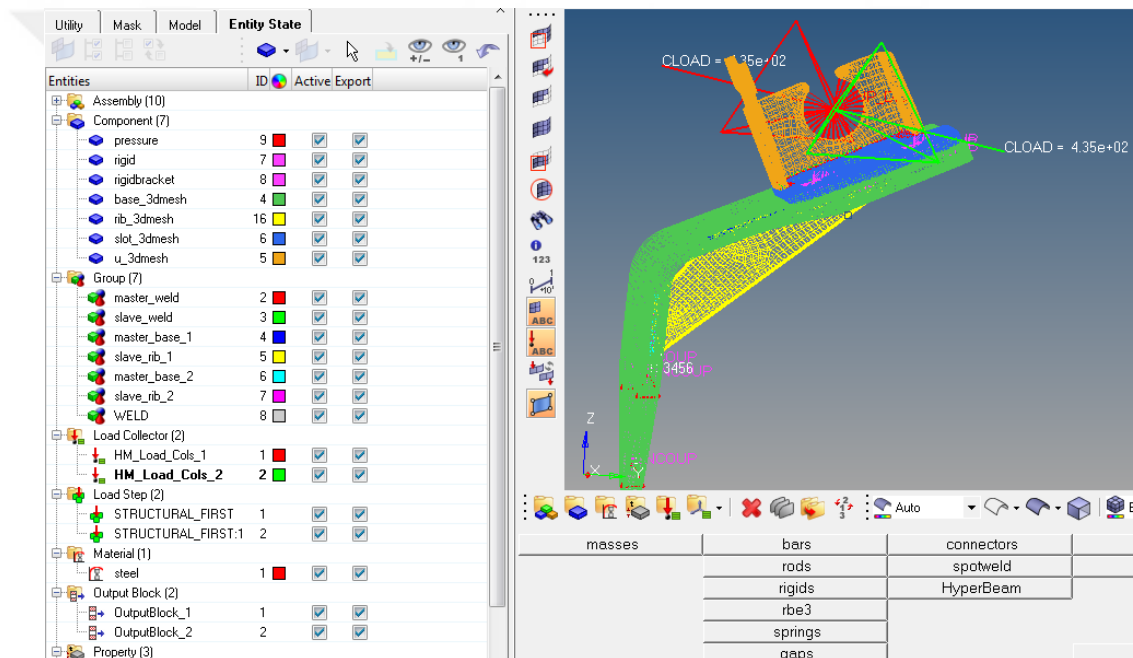 Utility Mask Model Entity State
Entities ID Active Export
Assembly (10)
Component (7)
pressure 9
rigid 7
rigidbracket 8
base_3dmesh 4
rib_3dmesh 16
slot_3dmesh 6
u_3dmesh 5
Group (7)
master_weld 2
slave_weld 3
master_base_1 4
slave_rib_1 5
master_base_2 6
slave_rib_2 7
WELD 8
Load Collector (2)
HM_Load_Cols_1 1
HM_Load_Cols_2 2
Load Step (2)
STRUCTURAL_FIRST 1
STRUCTURAL_FIRST:1 2
Material (1)
steel 1
Output Block (2)
OutputBlock_1 1
OutputBlock_2 2
Property (3)
123
ABC
ABC
CLOAD = 4.35e+02
CLOAD = 4.35e+02
3456
Z
X Y
Auto
masses bars connectors
rods spotweld
rigids HyperBeam
rbe3
springs
gaps